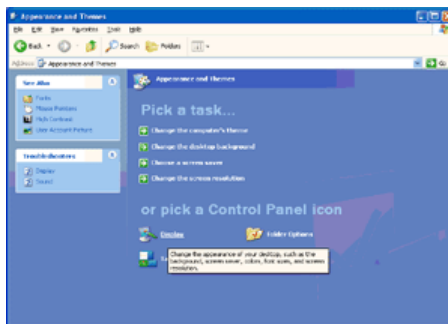 Appearance and Themes
File Edit View Favorites Tools Help
Back Search Folders
Address Appearance and Themes Go
See Also
Fonts
Mouse Pointers
High Contrast
User Account Picture
Troubleshooters
Display
Sound
Appearance and Themes
Pick a task...
Change the computer's theme
Change the desktop background
Choose a screen saver
Change the screen resolution
or pick a Control Panel icon
Display Folder Options
Change the appearance of your desktop, such as the
background, screen saver, colors, font sizes, and screen
resolution.